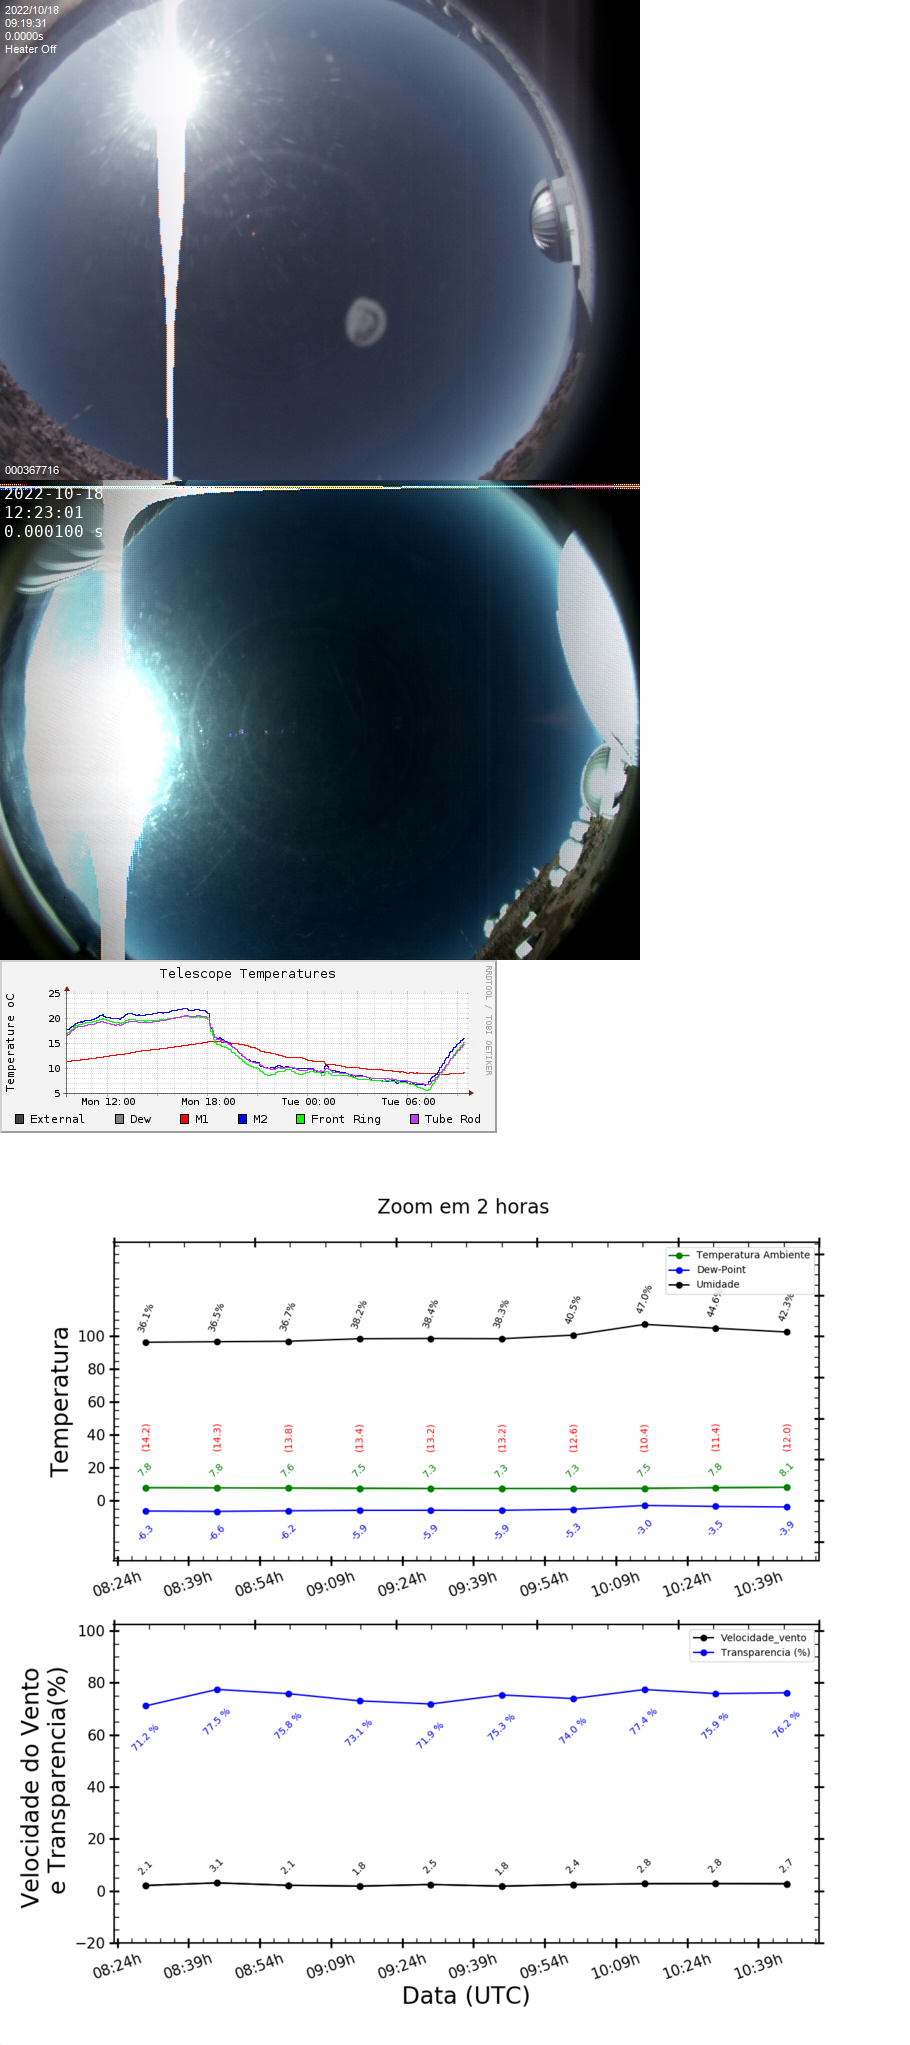 2022/10/18
09:19:31
0.0000s
Heater Off
000367716
2022-10-18
12:23:01
0.000100 s
Telescope Temperatures
RRDTOOL / TOBI OETIKER
Temperature oC
25
20
15
10
5
Mon 12:00 Mon 18:00 Tue 00:00 Tue 06:00
External Dew M1 M2 Front Ring Tube Rod
Zoom em 2 horas
Temperatura Ambiente
Dew-Point
Umidade
36.1% 36.5% 36.7% 38.2% 38.4% 38.3% 40.5% 47.0% 44.6% 42.3%
Temperatura
100
80
60
40
20
0
(14.2) (14.3) (13.8) (13.4) (13.2) (13.2) (12.6) (10.4) (11.4) (12.0)
7.8 7.8 7.6 7.5 7.3 7.3 7.3 7.5 7.8 8.1
-6.3 -6.6 -6.2 -5.9 -5.9 -5.9 -5.3 -3.0 -3.5 -3.9
08:24h 08:39h 08:54h 09:09h 09:24h 09:39h 09:54h 10:09h 10:24h 10:39h
Velocidade_vento
Transparencia (%)
Velocidade do Vento
e Transparencia(%)
100
80
60
40
20
0
−20
71.2 % 77.5 % 75.8 % 73.1 % 71.9 % 75.3 % 74.0 % 77.4 % 75.9 % 76.2 %
2.1 3.1 2.1 1.8 2.5 1.8 2.4 2.8 2.8 2.7
08:24h 08:39h 08:54h 09:09h 09:24h 09:39h 09:54h 10:09h 10:24h 10:39h
Data (UTC)